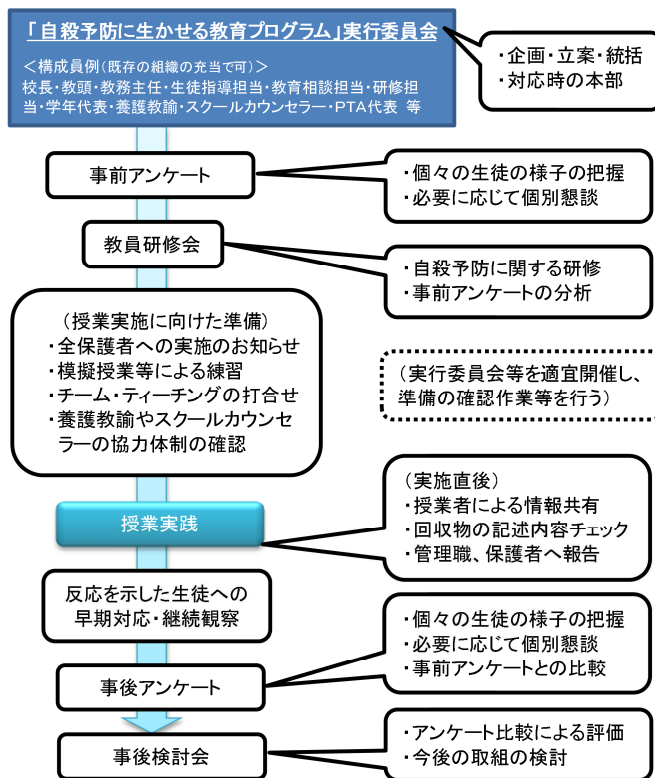 「自殺予防に生かせる教育プログラム」実行委員会
＜構成員例(既存の組織の充当で可)＞
校長・教頭・教務主任・生徒指導担当・教育相談担当・研修担
当・学年代表・養護教諭・スクールカウンセラー・PTA代表 等
・企画・立案・統括
・対応時の本部
事前アンケート
・個々の生徒の様子の把握
・必要に応じて個別懇談
教員研修会
・自殺予防に関する研修
・事前アンケートの分析
（授業実施に向けた準備）
・全保護者への実施のお知らせ
・模擬授業等による練習
・チーム・ティーチングの打合せ
・養護教諭やスクールカウンセ
ラーの協力体制の確認
（実行委員会等を適宜開催し、
準備の確認作業等を行う）
授業実践
（実施直後）
・授業者による情報共有
・回収物の記述内容チェック
・管理職、保護者へ報告
反応を示した生徒への
早期対応・継続観察
・個々の生徒の様子の把握
・必要に応じて個別懇談
・事前アンケートとの比較
事後アンケート
事後検討会
・アンケート比較による評価
・今後の取組の検討